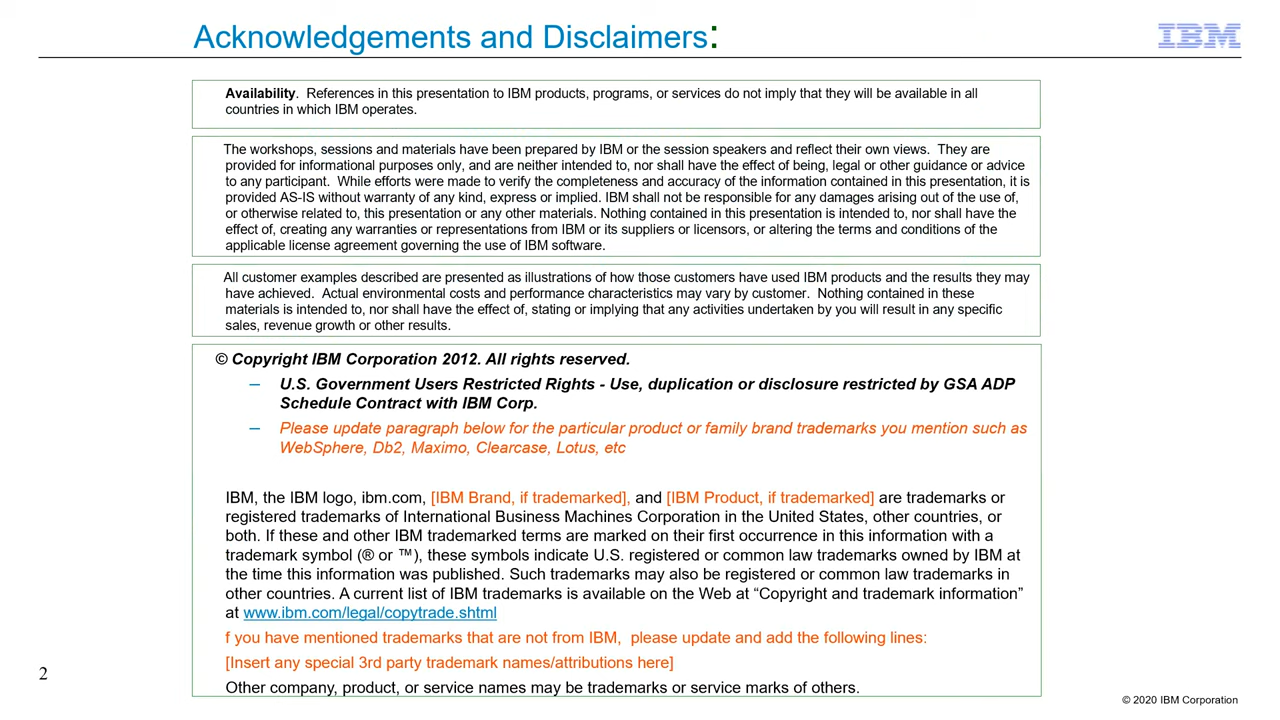 Acknowledgements and Disclaimers:
IBM
Availability. References in this presentation to IBM products, programs, or services do not imply that they will be available in all
countries in which IBM operates.
The workshops, sessions and materials have been prepared by IBM or the session speakers and reflect their own views. They are
provided for informational purposes only, and are neither intended to, nor shall have the effect of being, legal or other guidance or advice
to any participant. While efforts were made to verify the completeness and accuracy of the information contained in this presentation, it is
provided AS-IS without warranty of any kind, express or implied. IBM shall not be responsible for any damages arising out of the use of,
or otherwise related to, this presentation or any other materials. Nothing contained in this presentation is intended to, nor shall have the
effect of, creating any warranties or representations from IBM or its suppliers or licensors, or altering the terms and conditions of the
applicable license agreement governing the use of IBM software.
All customer examples described are presented as illustrations of how those customers have used IBM products and the results they may
have achieved. Actual environmental costs and performance characteristics may vary by customer. Nothing contained in these
materials is intended to, nor shall have the effect of, stating or implying that any activities undertaken by you will result in any specific
sales, revenue growth or other results.
© Copyright IBM Corporation 2012. All rights reserved.
– U.S. Government Users Restricted Rights - Use, duplication or disclosure restricted by GSA ADP
Schedule Contract with IBM Corp.
– Please update paragraph below for the particular product or family brand trademarks you mention such as
WebSphere, Db2, Maximo, Clearcase, Lotus, etc
IBM, the IBM logo, ibm.com, [IBM Brand, if trademarked], and [IBM Product, if trademarked] are trademarks or
registered trademarks of International Business Machines Corporation in the United States, other countries, or
both. If these and other IBM trademarked terms are marked on their first occurrence in this information with a
trademark symbol (® or ™), these symbols indicate U.S. registered or common law trademarks owned by IBM at
the time this information was published. Such trademarks may also be registered or common law trademarks in
other countries. A current list of IBM trademarks is available on the Web at “Copyright and trademark information”
at www.ibm.com/legal/copytrade.shtml
f you have mentioned trademarks that are not from IBM, please update and add the following lines:
[Insert any special 3rd party trademark names/attributions here]
Other company, product, or service names may be trademarks or service marks of others.
2
© 2020 IBM Corporation